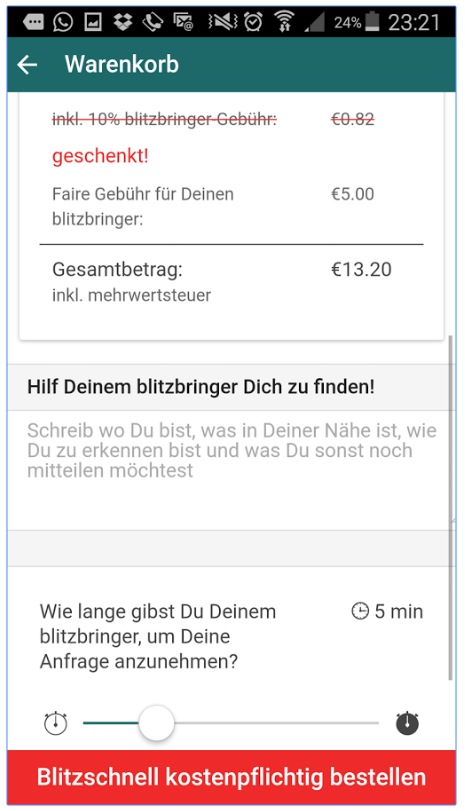 24% 23:21
Warenkorb
inkl. 10% blitzbringer-Gebühr: €0.82
geschenkt!
Faire Gebühr für Deinen €5.00
blitzbringer:
Gesamtbetrag: €13.20
inkl. mehrwertsteuer
Hilf Deinem blitzbringer Dich zu finden!
Schreib wo Du bist, was in Deiner Nähe ist, wie
Du zu erkennen bist und was Du sonst noch
mitteilen möchtest
Wie lange gibst Du Deinem 5 min
blitzbringer, um Deine
Anfrage anzunehmen?
Blitzschnell kostenpflichtig bestellen